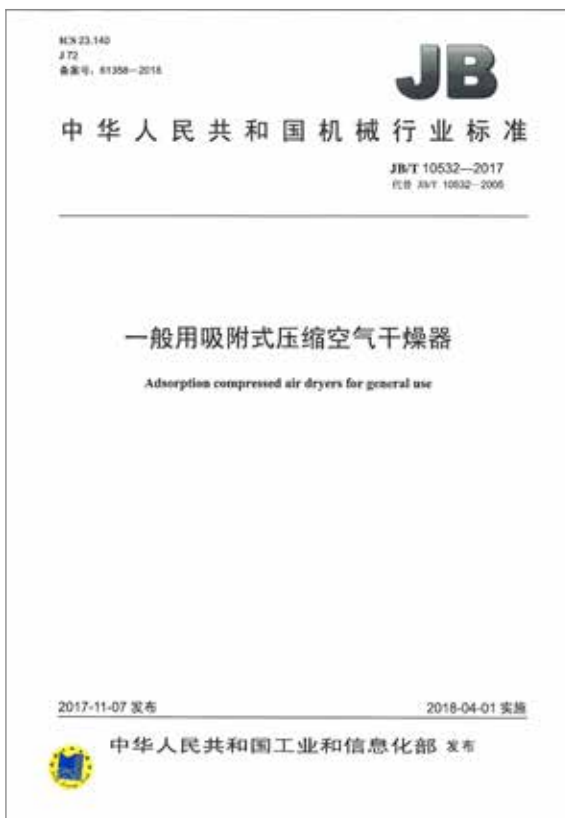 ICS 23.140
J 72
备案号：61358—2018
JB
中华人民共和国机械行业标准
JB/T 10532—2017
代替 JB/T 10532—2005
一般用吸附式压缩空气干燥器
Adsorption compressed air dryers for general use
2017-11-07 发布
2018-04-01 实施
中华人民共和国工业和信息化部 发布